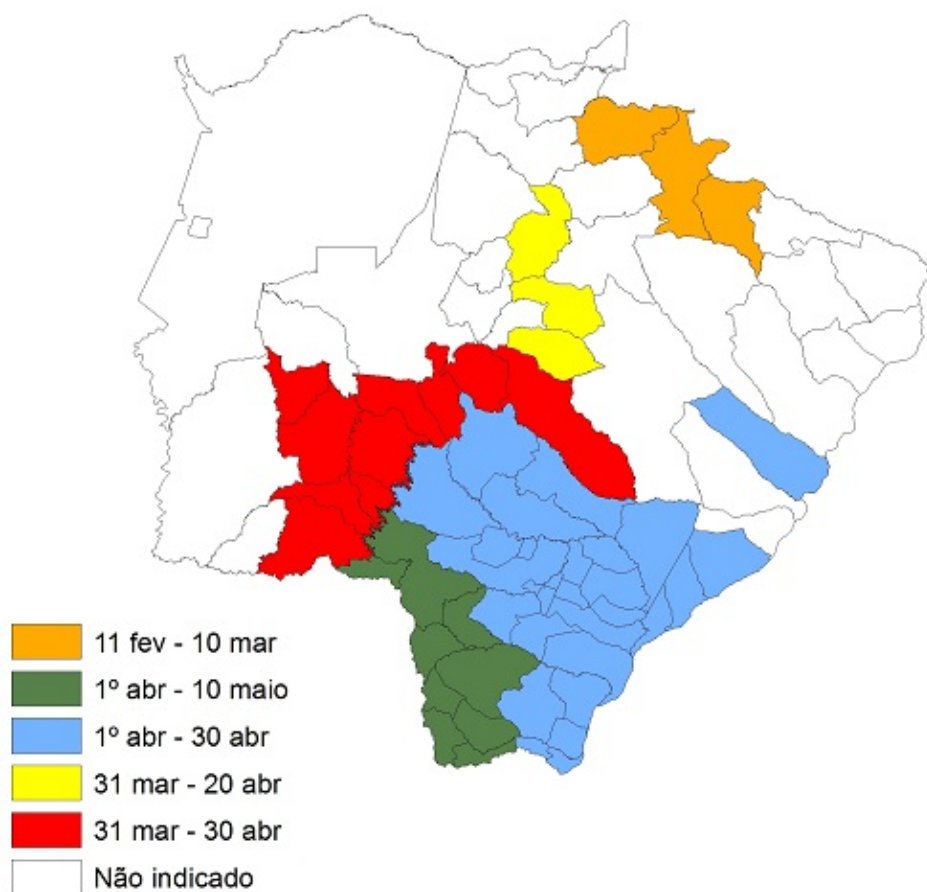 11 fev - 10 mar
1º abr - 10 maio
1º abr - 30 abr
31 mar - 20 abr
31 mar - 30 abr
Não indicado